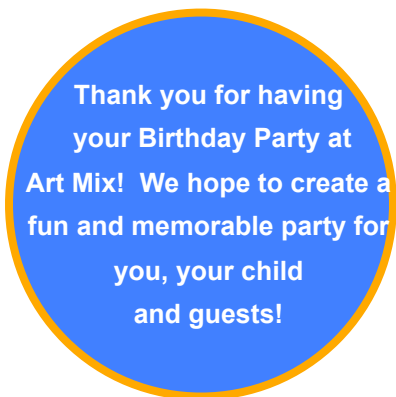 Thank you for having
your Birthday Party at
Art Mix!  We hope to create a
fun and memorable party for
you, your child
and guests!